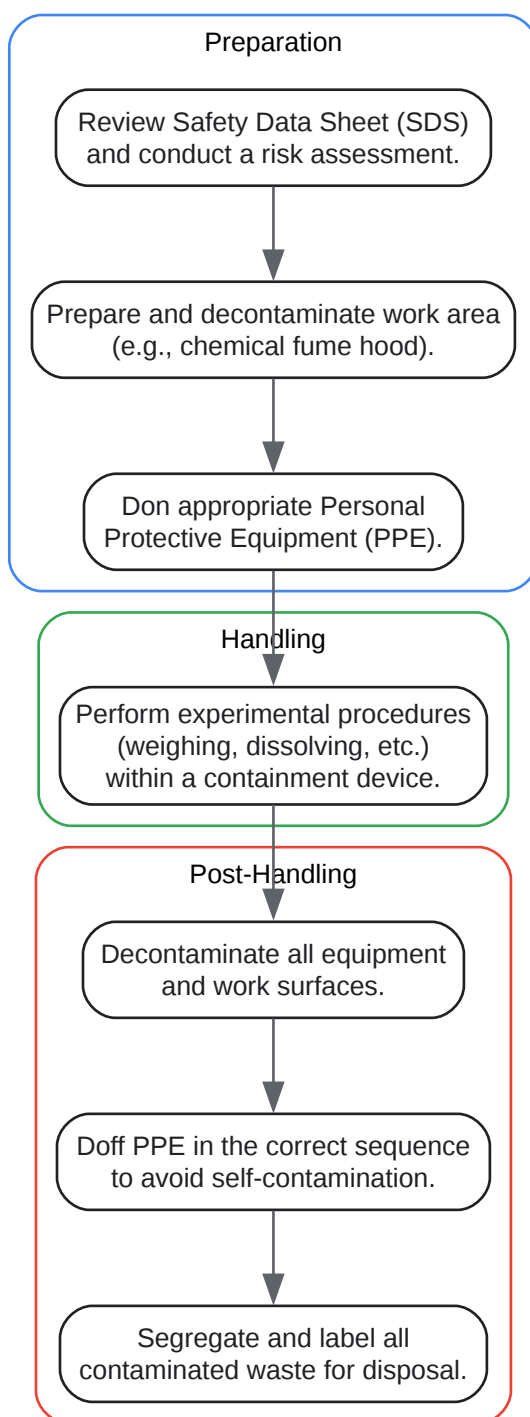 Preparation
Review Safety Data Sheet (SDS)
and conduct a risk assessment.
Prepare and decontaminate work area
(e.g., chemical fume hood).
Don appropriate Personal
Protective Equipment (PPE).
Handling
Perform experimental procedures
(weighing, dissolving, etc.)
within a containment device.
Post-Handling
Decontaminate all equipment
and work surfaces.
Doff PPE in the correct sequence
to avoid self-contamination.
Segregate and label all
contaminated waste for disposal.